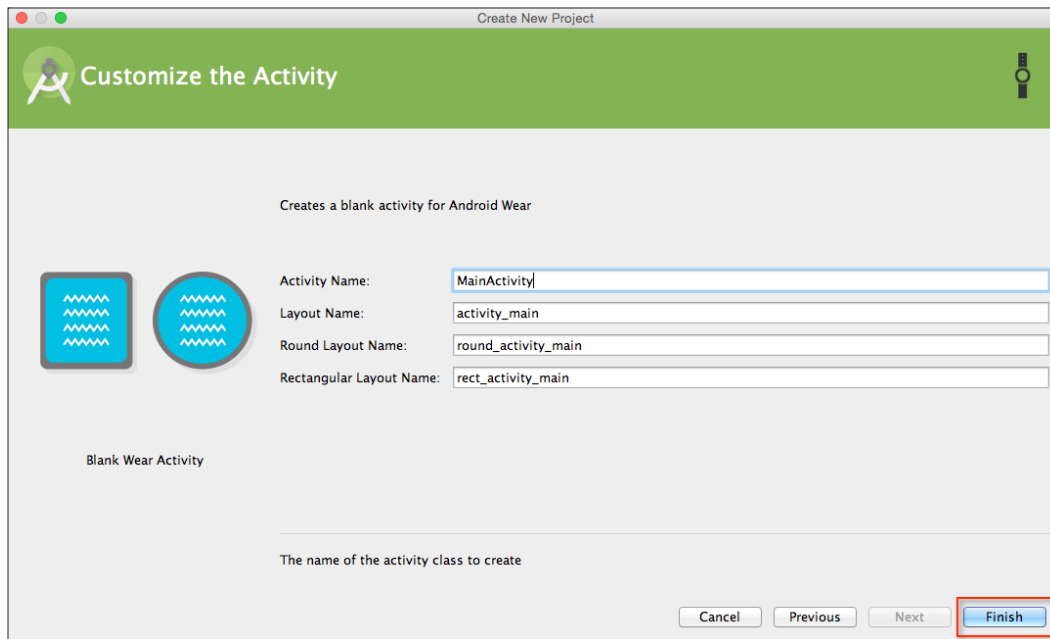 Create New Project
Customize the Activity
Creates a blank activity for Android Wear
Activity Name: MainActivity
Layout Name: activity_main
Round Layout Name: round_activity_main
Rectangular Layout Name: rect_activity_main
Blank Wear Activity
The name of the activity class to create
Cancel Previous Next Finish